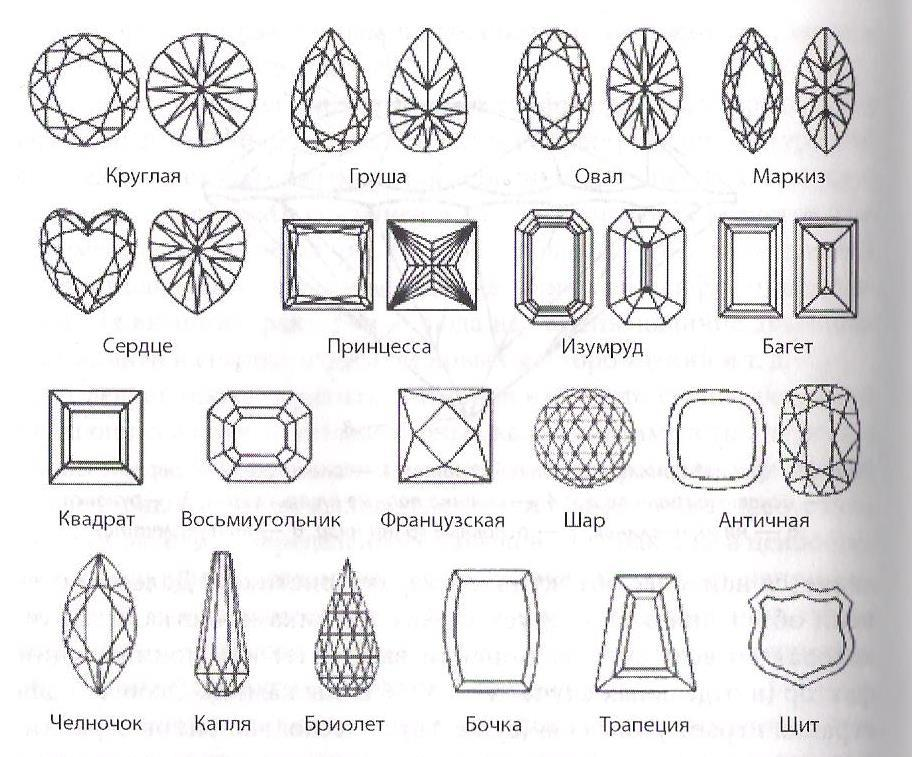 Круглая Груша Овал Маркиз
Сердце Принцесса Изумруд Багет
Квадрат Восьмиугольник Французская Шар Античная
Челночок Капля Бриолет Бочка Трапеция Щит